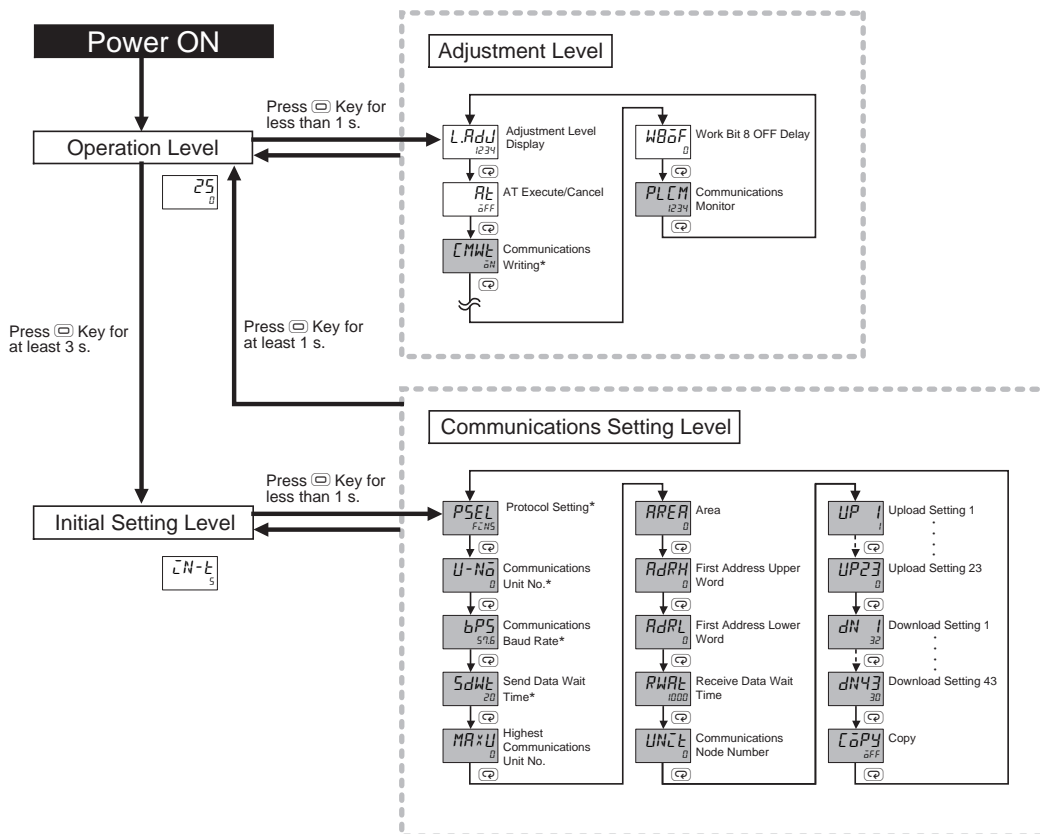 Power ON
Operation Level
25
0
Press Key for
less than 1 s.
Press Key for
at least 3 s.
Press Key for
at least 1 s.
Press Key for
less than 1 s.
Initial Setting Level
IN-t
5
Adjustment Level
L.AdJ
1234
Adjustment Level
Display
At
oFF
AT Execute/Cancel
CMWt
oN
Communications
Writing*
W8oF
0
Work Bit 8 OFF Delay
PLCM
1234
Communications
Monitor
Communications Setting Level
PSEL
FiNS
Protocol Setting*
U-No
0
Communications
Unit No.*
bPS
57.6
Communications
Baud Rate*
SdWt
20
Send Data Wait
Time*
MAXU
0
Highest
Communications
Unit No.
AREA
0
Area
AdRH
0
First Address Upper
Word
AdRL
0
First Address Lower
Word
RWAt
1000
Receive Data Wait
Time
UNit
0
Communications
Node Number
UP 1
1
Upload Setting 1
UP23
0
Upload Setting 23
dN 1
32
Download Setting 1
dN43
30
Download Setting 43
CoPy
oFF
Copy